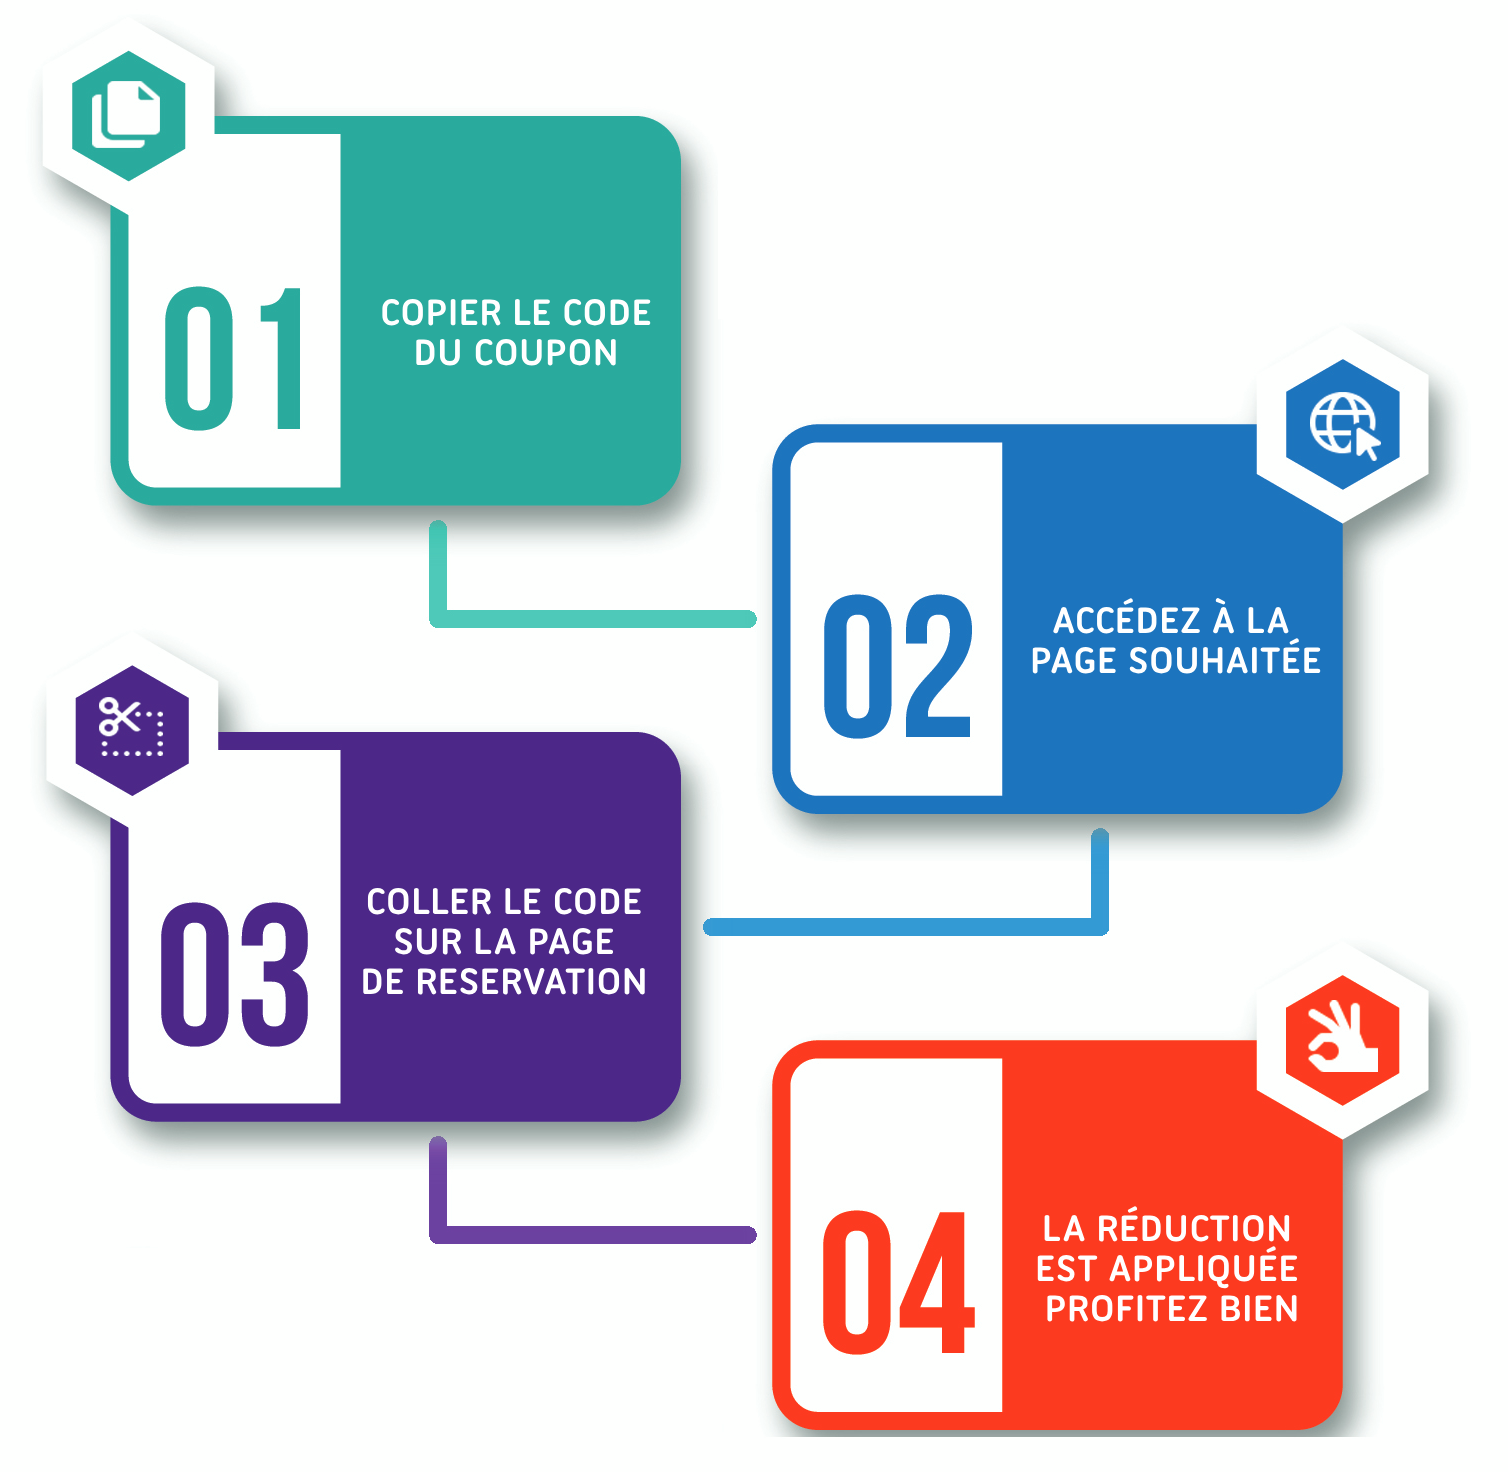 01
COPIER LE CODE
DU COUPON
02
ACCÉDEZ À LA
PAGE SOUHAITÉE
03
COLLER LE CODE
SUR LA PAGE
DE RESERVATION
04
LA RÉDUCTION
EST APPLIQUÉE
PROFITEZ BIEN